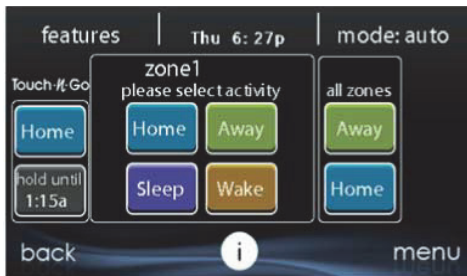 features
Thu 6:27p
mode: auto
Touch-N-Go
Home
hold until
1:15a
zone1
please select activity
Home
Away
Sleep
Wake
all zones
Away
Home
back
i
menu